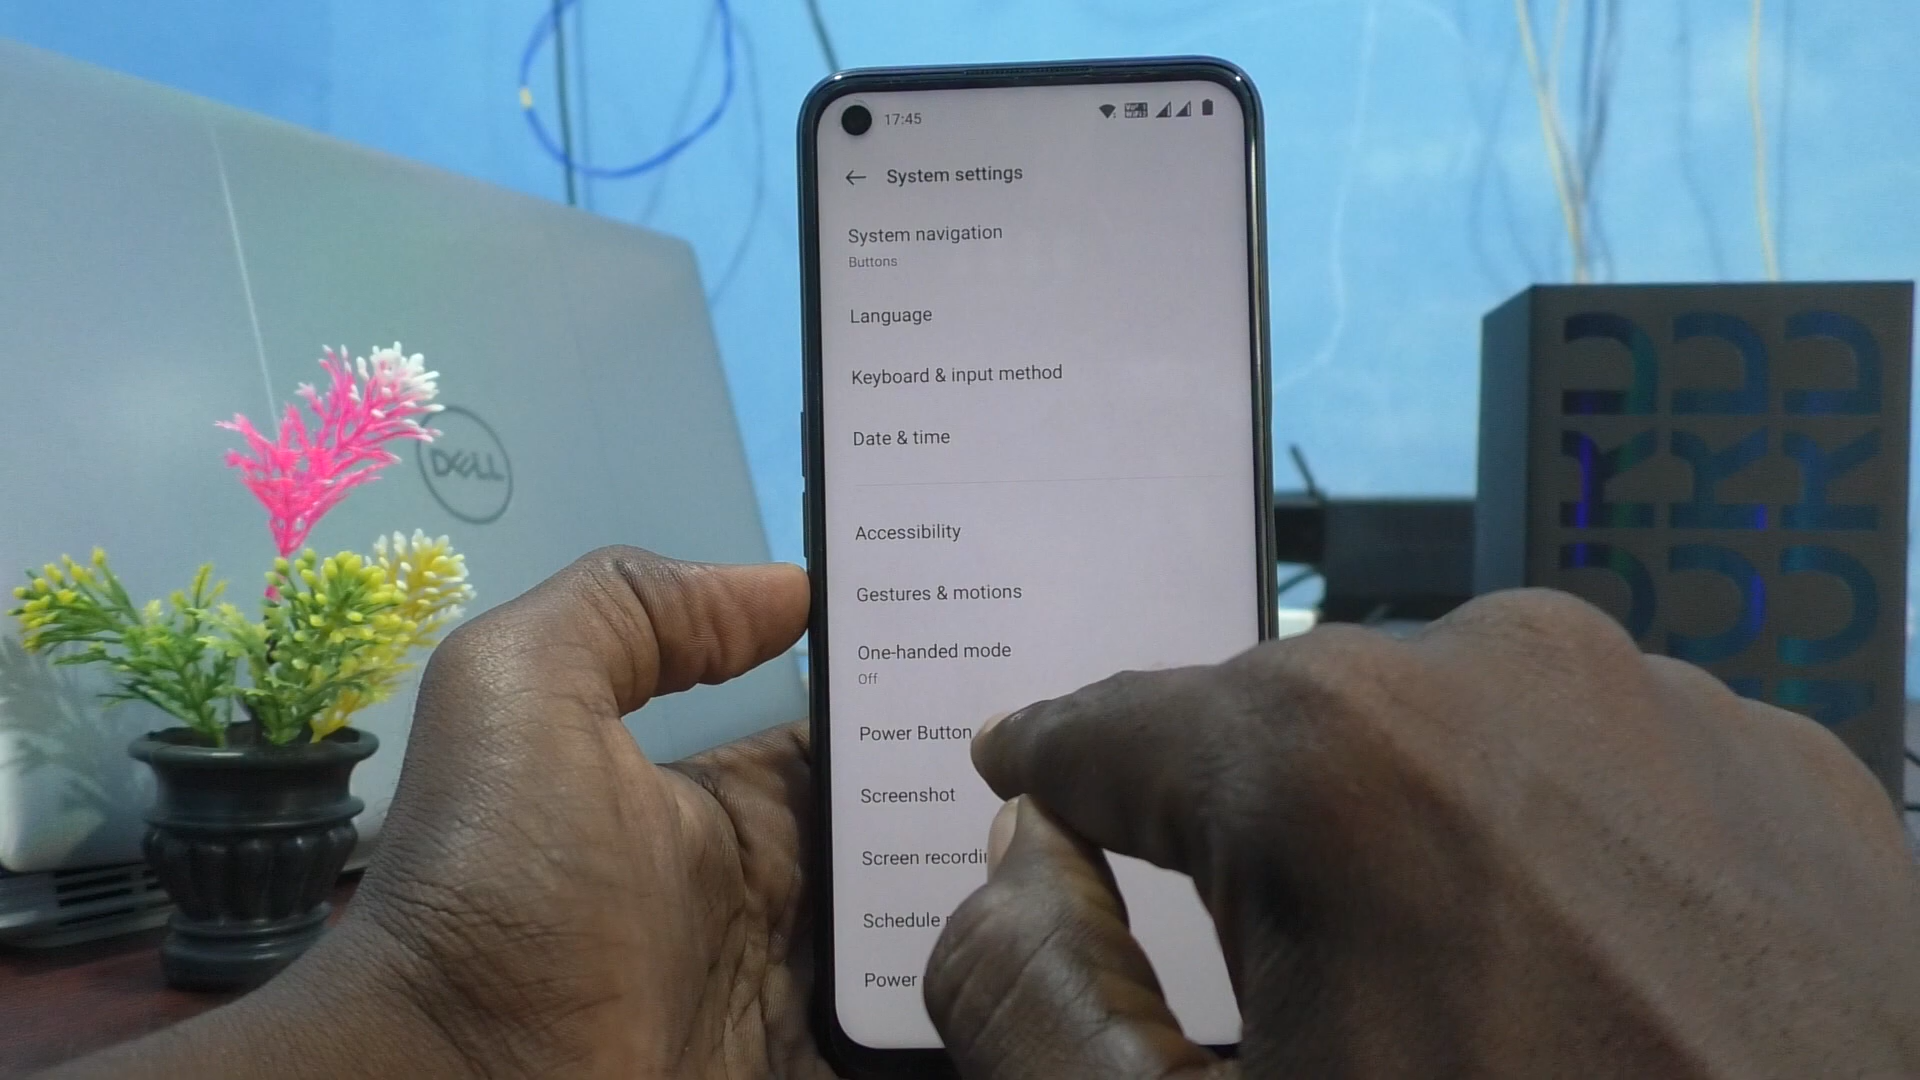 17:45
System settings
System navigation
Buttons
Language
Keyboard & input method
Date & time
Accessibility
Gestures & motions
One-handed mode
Off
Power Button
Screenshot
Screen
Schedule
Power
DELL